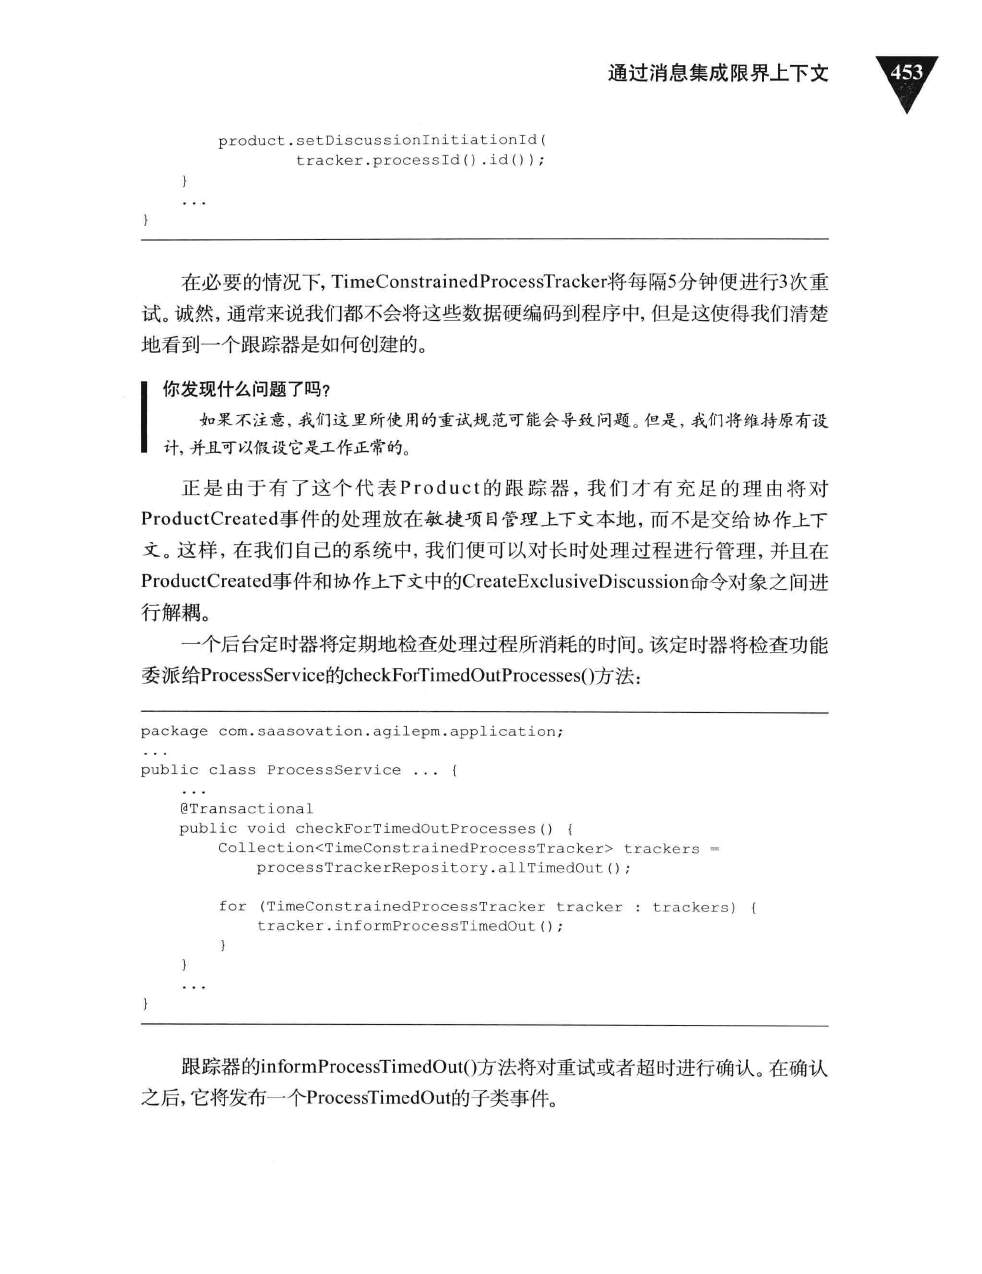 通过消息集成限界上下文 453
product.setDiscussionInitiationId(
tracker.processId().id());
}
...
}
在必要的情况下, TimeConstrainedProcessTracker将每隔5分钟便进行3次重
试。诚然, 通常来说我们都不会将这些数据硬编码到程序中, 但是这使得我们清楚
地看到一个跟踪器是如何创建的。
你发现什么问题了吗?
如果不注意, 我们这里所使用的重试规范可能会导致问题。但是, 我们将维持原有设
计, 并且可以假设它是工作正常的。
正是由于有了这个代表Product的跟踪器, 我们才有充足的理由将对
ProductCreated事件的处理放在敏捷项目管理上下文本地, 而不是交给协作上下
文。这样, 在我们自己的系统中, 我们便可以对长时处理过程进行管理, 并且在
ProductCreated事件和协作上下文中的CreateExclusiveDiscussion命令对象之间进
行解耦。
一个后台定时器将定期地检查处理过程所消耗的时间。该定时器将检查功能
委派给ProcessService的checkForTimedOutProcesses()方法:
package com.saasovation.agilepm.application;
...
public class ProcessService ... {
...
@Transactional
public void checkForTimedOutProcesses() {
Collection<TimeConstrainedProcessTracker> trackers =
processTrackerRepository.allTimedOut();
for (TimeConstrainedProcessTracker tracker : trackers) {
tracker.informProcessTimedOut();
}
}
...
}
跟踪器的informProcessTimedOut()方法将对重试或者超时进行确认。在确认
之后, 它将发布一个ProcessTimedOut的子类事件。